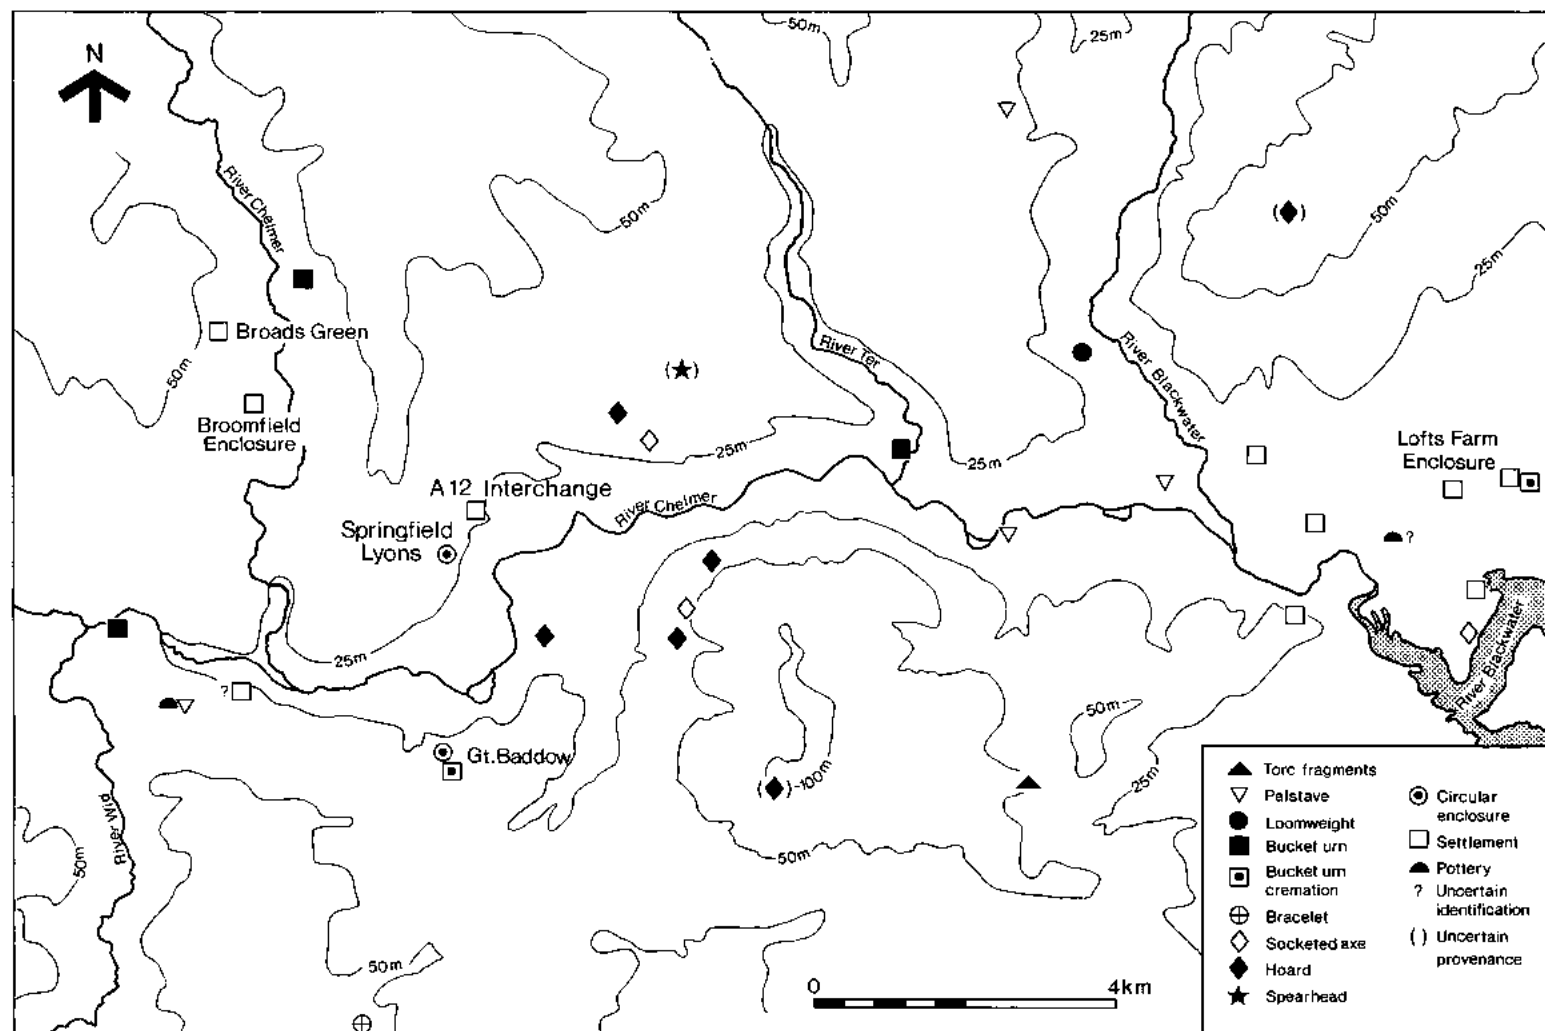 50m
25m
N
River Chelmer
50m
50m
( )
25m
Broads Green
River Ter
River Blackwater
50m
( )
Broomfield
Enclosure
Lofts Farm
Enclosure
25m
25m
A12 Interchange
River Chelmer
Springfield
Lyons
?
25m
River Blackwater
?
50m
Gt. Baddow
( )
100m
25m
River Wid
50m
50m
50m
0 4km
Torc fragments
Palstave
Loomweight
Bucket urn
Bucket urn
cremation
Bracelet
Socketed axe
Hoard
Spearhead
Circular
enclosure
Settlement
Pottery
? Uncertain
identification
( ) Uncertain
provenance